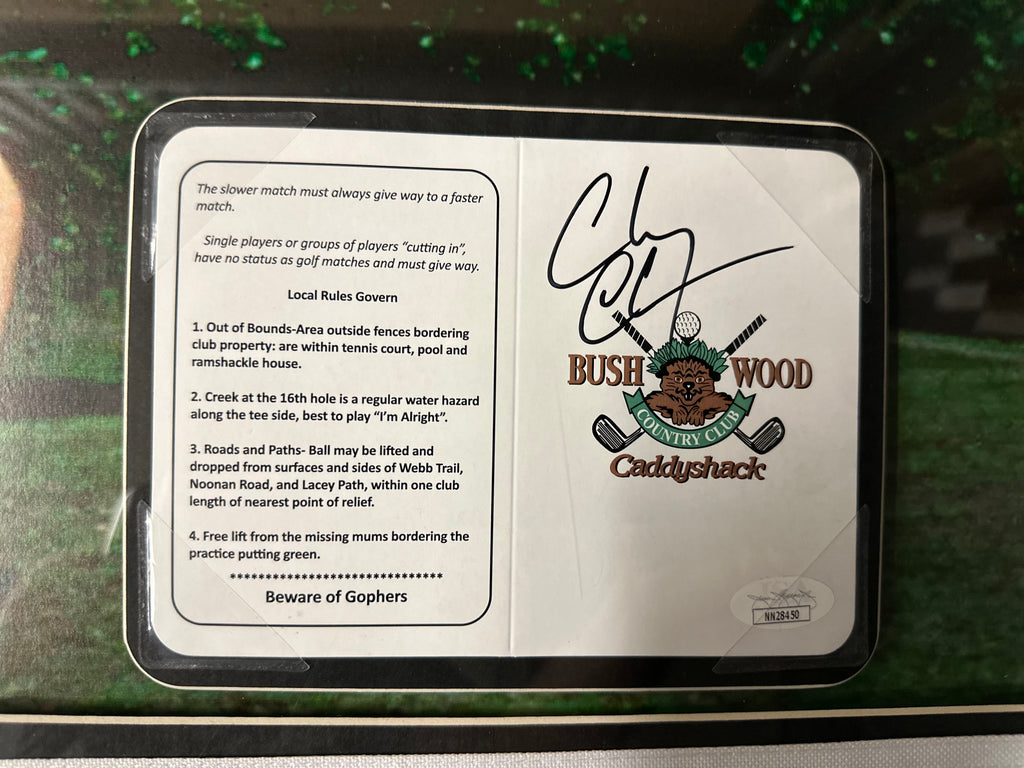 The slower match must always give way to a faster
match.
Single players or groups of players “cutting in”,
have no status as golf matches and must give way.
Local Rules Govern
1. Out of Bounds-Area outside fences bordering
club property: are within tennis court, pool and
ramshackle house.
2. Creek at the 16th hole is a regular water hazard
along the tee side, best to play “I’m Alright”.
3. Roads and Paths- Ball may be lifted and
dropped from surfaces and sides of Webb Trail,
Noonan Road, and Lacey Path, within one club
length of nearest point of relief.
4. Free lift from the missing mums bordering the
practice putting green.
******************************
Beware of Gophers
BUSH WOOD
COUNTRY CLUB
Caddyshack
NN28450